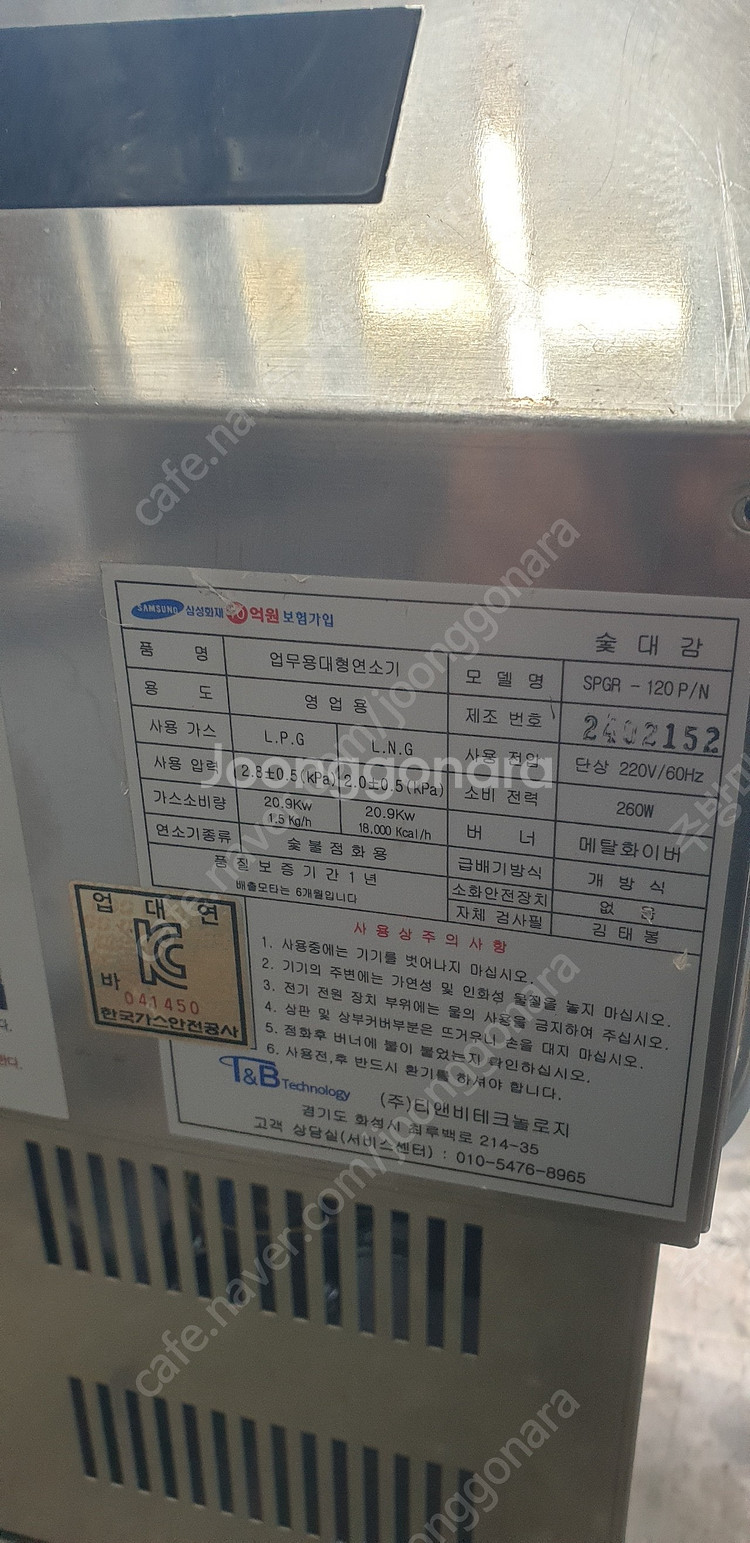 SAMSUNG 삼성화재 10억원 보험가입
숯 대 감
품 명 업무용대형연소기 모 델 명 SPGR - 120 P/N
용 도 영 업 용 제조 번호 2402152
사용 가스 L.P.G L.N.G 사용 전압 단상 220V/60Hz
사용 압력 2.8±0.5(kPa) 2.0±0.5(kPa) 소비 전력 260W
가스소비량 20.9Kw 1.5 Kg/h 20.9Kw 18,000 Kcal/h 버 너 메탈화이버
연소기종류 숯 불 점 화 용 급배기방식 개 방 식
품 질 보 증 기 간 1 년 소화안전장치 없 음
배출모타는 6개월입니다 자체 검사필 김 태 봉
사 용 상 주 의 사 항
1. 사용중에는 기기를 벗어나지 마십시오.
2. 기기의 주변에는 가연성 및 인화성 물질을 놓지 마십시오.
3. 전기 전원 장치 부위에는 물의 사용을 금지하여 주십시오.
4. 상판 및 상부커버부분은 뜨거우니 손을 대지 마십시오.
5. 점화후 버너에 불이 붙었는지 확인하십시오.
6. 사용전,후 반드시 환기를 하셔야 합니다.
업 대 연
KC
바 041450
한국가스안전공사
T&B Technology (주)티앤비테크놀로지
경기도 화성시 최루백로 214-35
고객 상담실(서비스센터) : 010-5476-8965
다.
한다.
Joonggonara
cafe.naver.com/joonggonara
cafe.naver.com/joonggonara
주방마